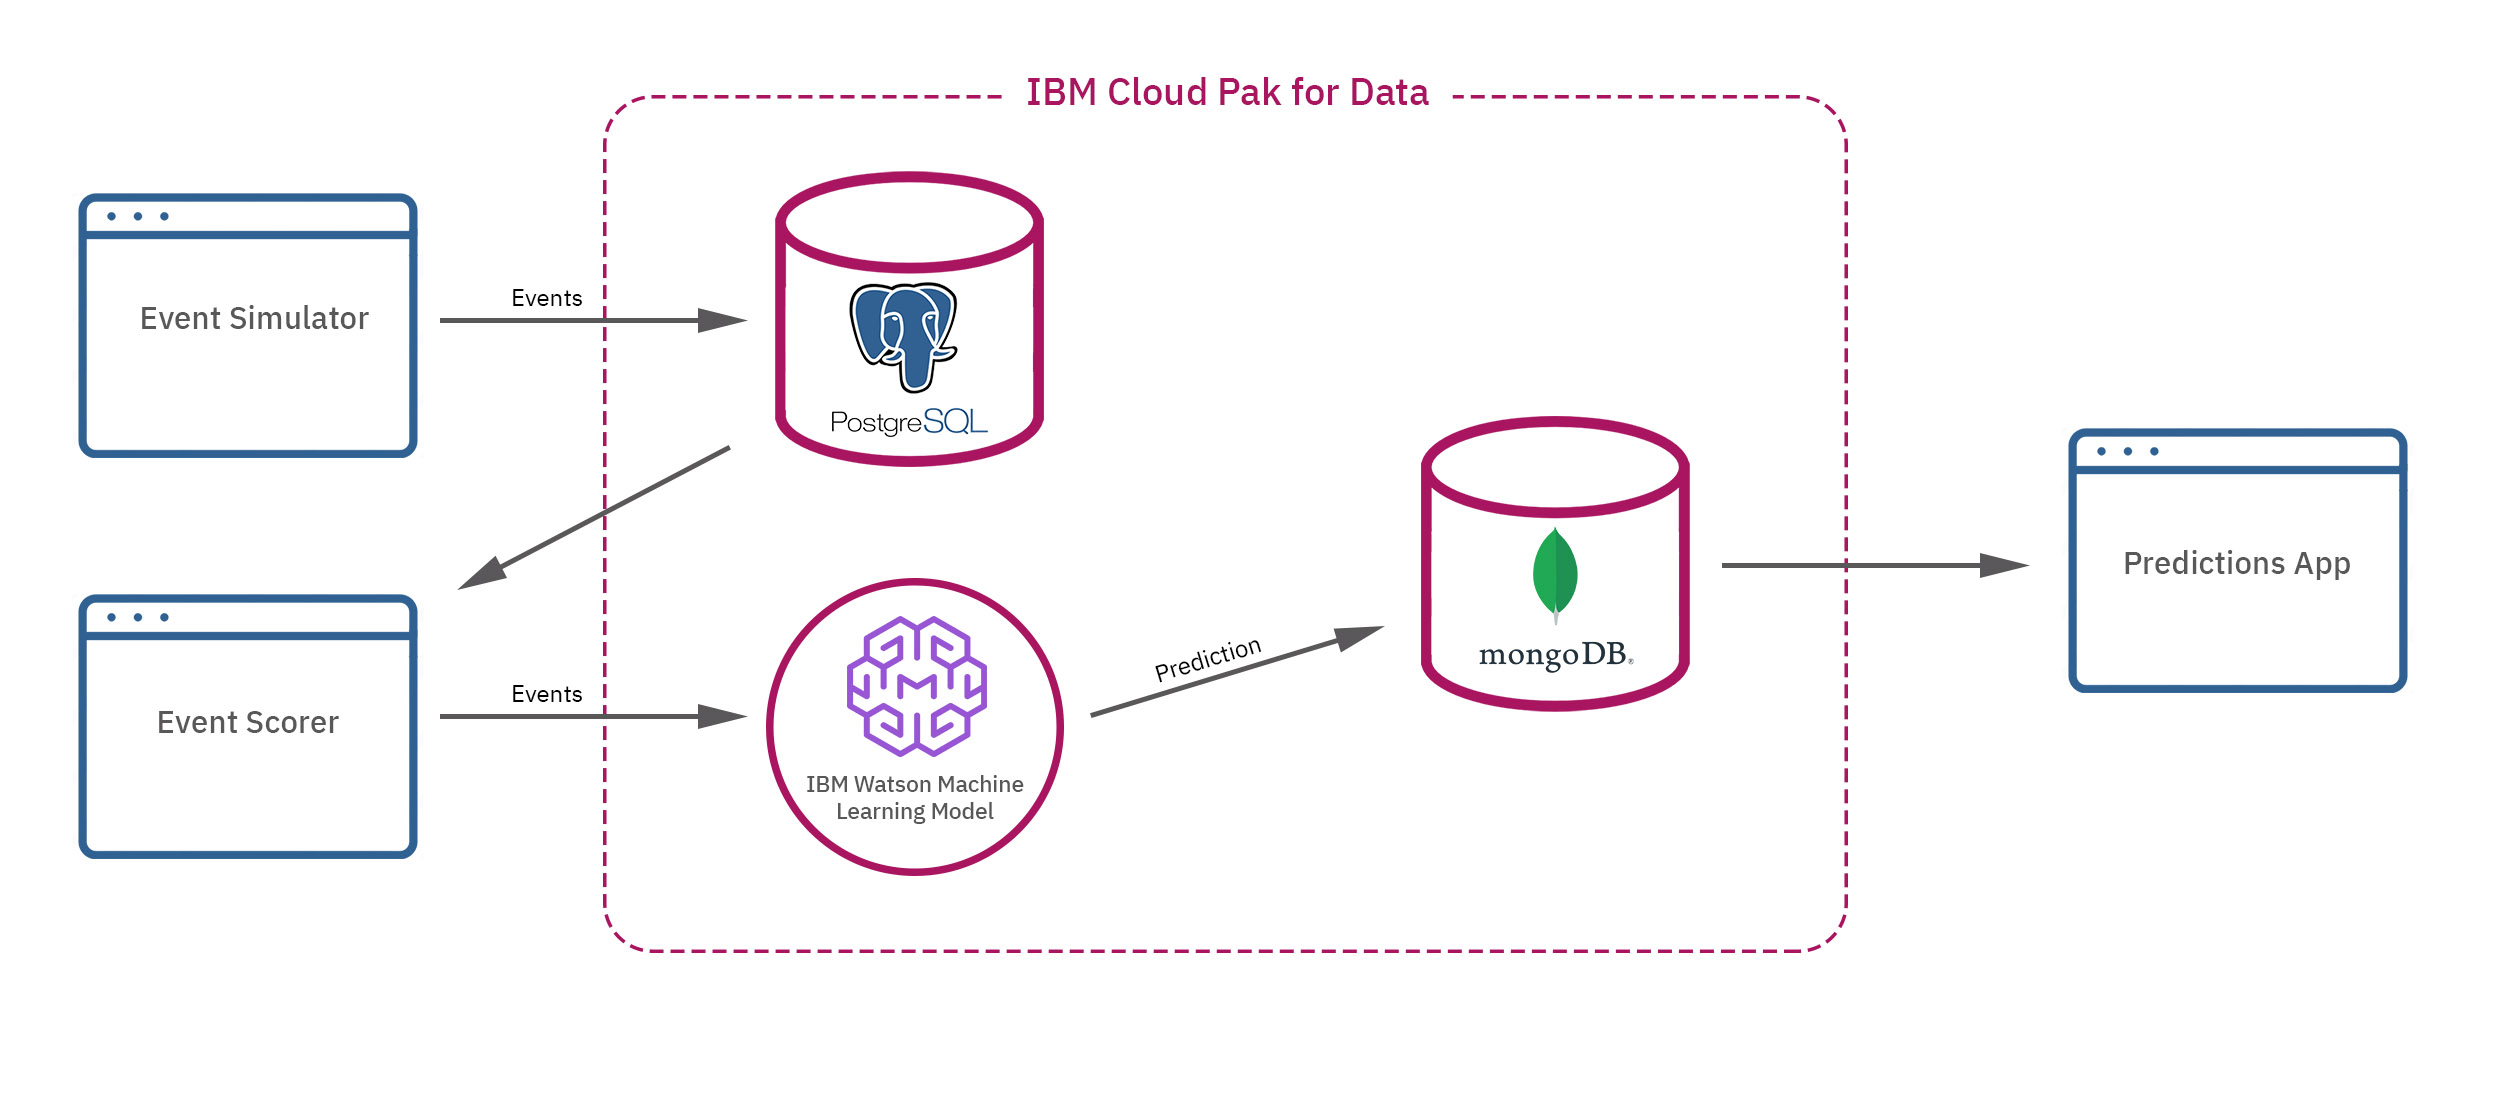 IBM Cloud Pak for Data
Event Simulator
Events
PostgreSQL
Event Scorer
Events
IBM Watson Machine
Learning Model
Prediction
mongoDB®
Predictions App